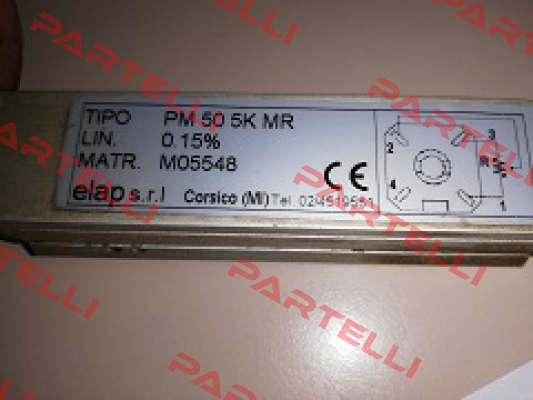 PARTELLI
PARTELLI
TIPO PM 50 5K MR
LIN. 0.15%
MATR. M05548
elap s.r.l Corsico (MI) Tel.
CE
2
3
4
1
PARTELLI
PARTELLI
PARTELLI
PARTELLI